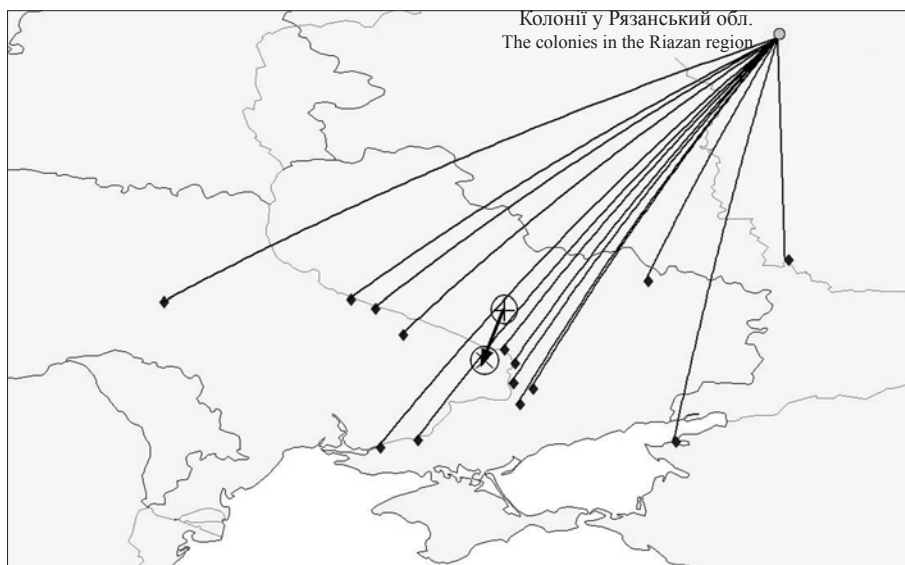 Колонії у Рязанський обл.
The colonies in the Riazan region